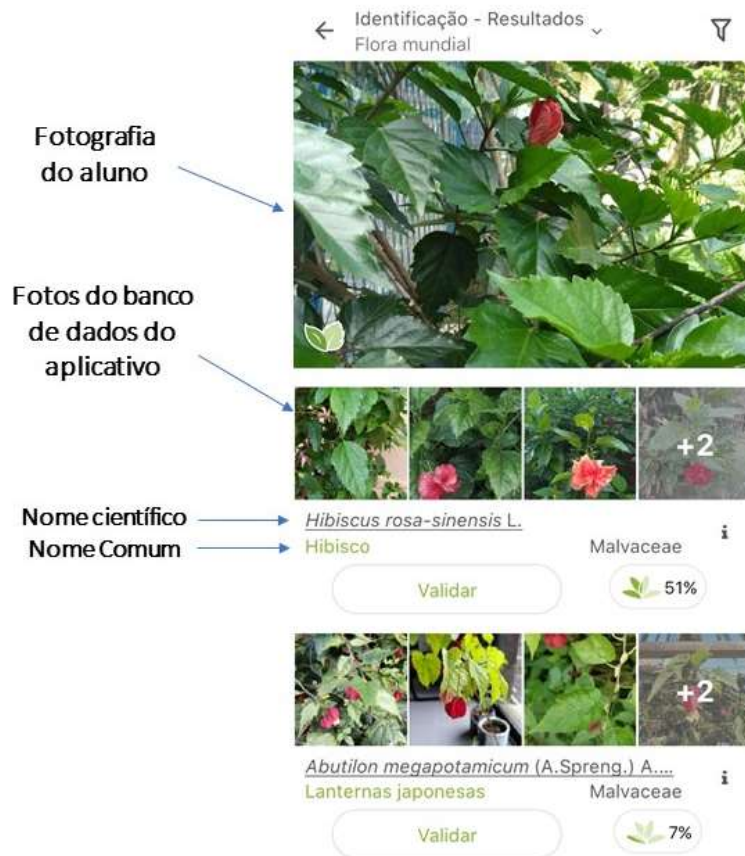 Identificação - Resultados
Flora mundial
Fotografia
do aluno
Fotos do banco
de dados do
aplicativo
+2
Nome científico
Hibiscus rosa-sinensis L.
i
Nome Comum
Hibisco
Malvaceae
Validar
51%
+2
Abutilon megapotamicum (A.Spreng.) A....
i
Lanternas japonesas
Malvaceae
Validar
7%